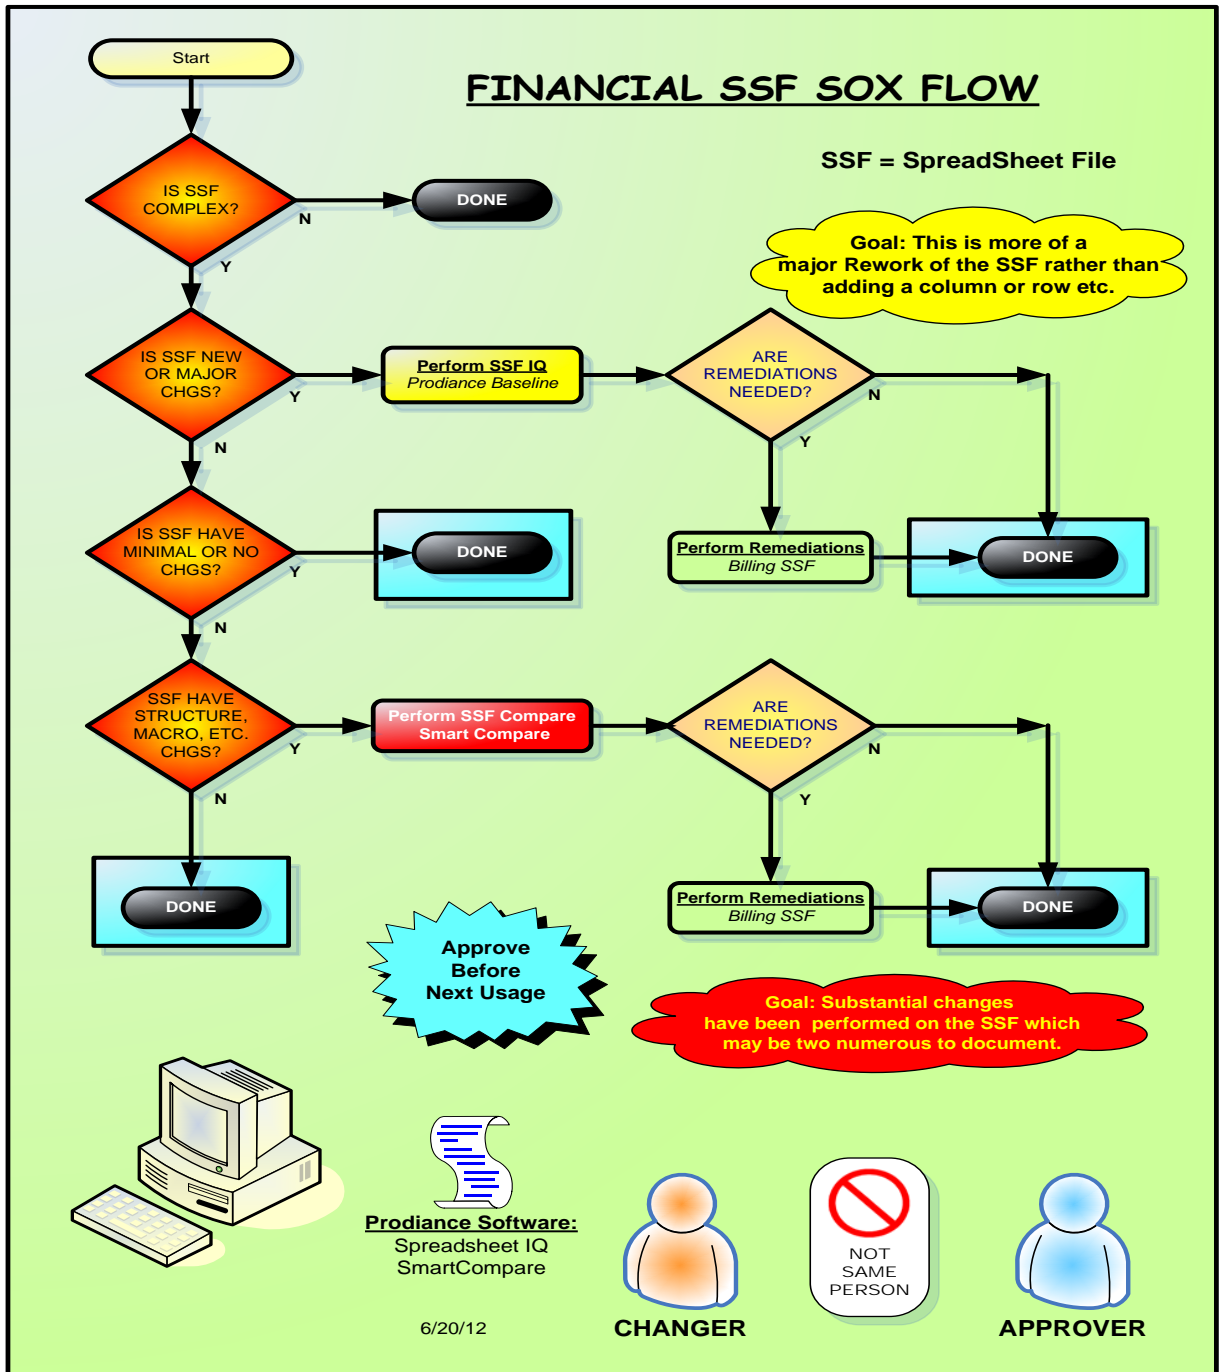 Start
FINANCIAL SSF SOX FLOW
SSF = SpreadSheet File
IS SSF
COMPLEX?
N
DONE
Y
Goal: This is more of a
major Rework of the SSF rather than
adding a column or row etc.
IS SSF NEW
OR MAJOR
CHGS?
Y
Perform SSF IQ
Prodiance Baseline
ARE
REMEDIATIONS
NEEDED?
N
Y
N
IS SSF HAVE
MINIMAL OR NO
CHGS?
Y
DONE
Perform Remediations
Billing SSF
DONE
N
SSF HAVE
STRUCTURE,
MACRO, ETC.
CHGS?
Y
Perform SSF Compare
Smart Compare
ARE
REMEDIATIONS
NEEDED?
N
Y
N
DONE
Perform Remediations
Billing SSF
DONE
Approve
Before
Next Usage
Goal: Substantial changes
have been performed on the SSF which
may be two numerous to document.
Prodiance Software:
Spreadsheet IQ
SmartCompare
NOT
SAME
PERSON
6/20/12
CHANGER
APPROVER